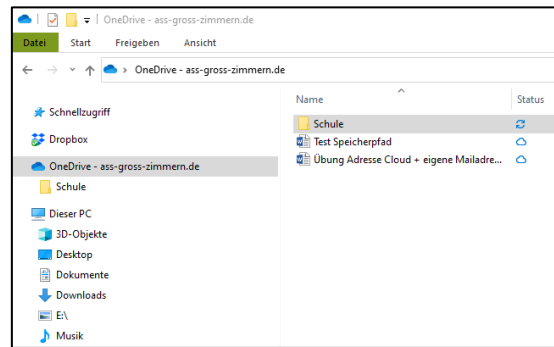 OneDrive - ass-gross-zimmern.de
Datei Start Freigeben Ansicht
OneDrive - ass-gross-zimmern.de
Name Status
Schnellzugriff
Dropbox
OneDrive - ass-gross-zimmern.de
Schule
Dieser PC
3D-Objekte
Desktop
Dokumente
Downloads
E:\
Musik
Schule
Test Speicherpfad
Übung Adresse Cloud + eigene Mailadre...